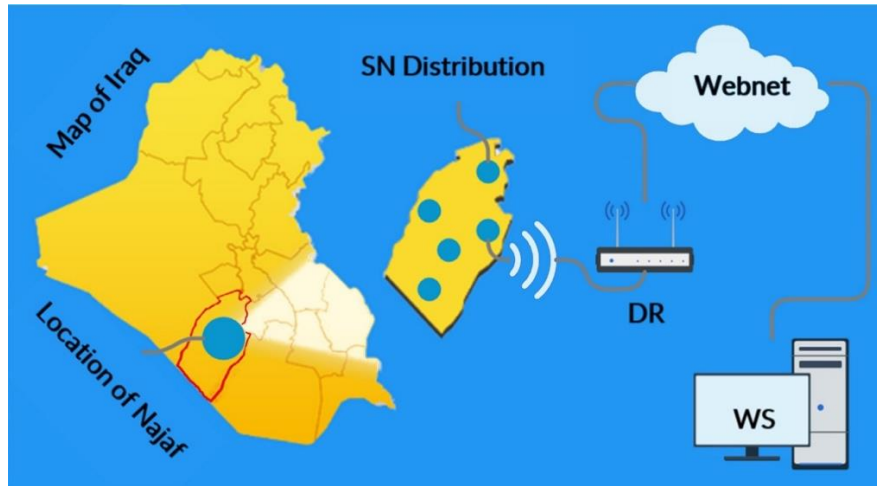 Map of Iraq
SN Distribution
Webnet
Location of Najaf
DR
WS